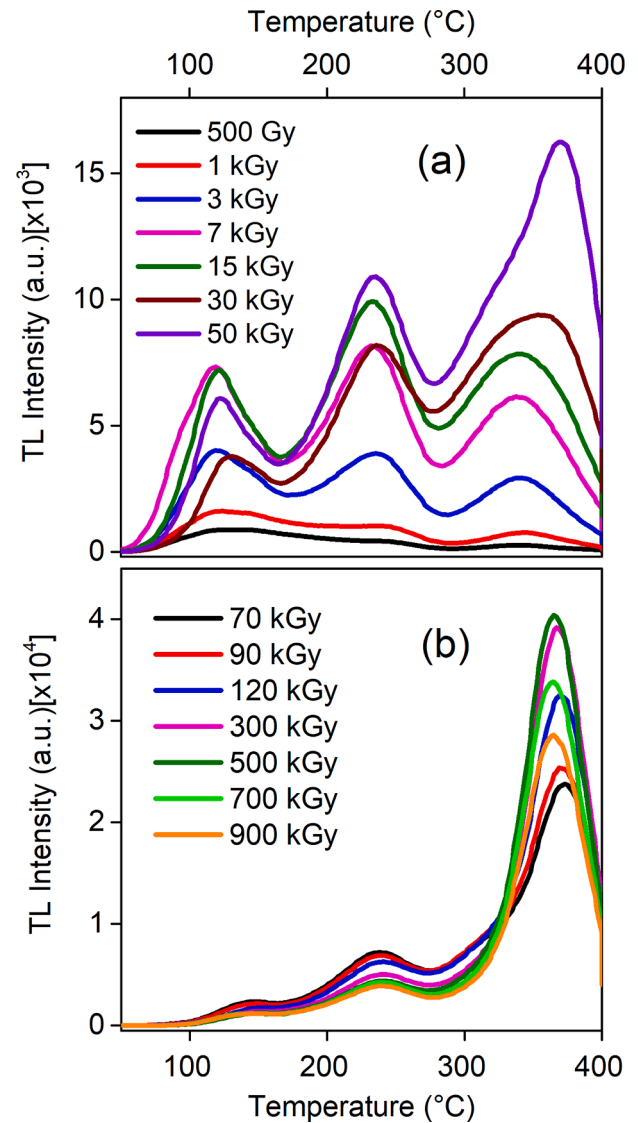 Temperature (°C)
100 200 300 400
(a)
500 Gy
1 kGy
3 kGy
7 kGy
15 kGy
30 kGy
50 kGy
15
10
5
0
TL Intensity (a.u.)[x10³]
(b)
70 kGy
90 kGy
120 kGy
300 kGy
500 kGy
700 kGy
900 kGy
4
3
2
1
0
TL Intensity (a.u.)[x10⁴]
100 200 300 400
Temperature (°C)